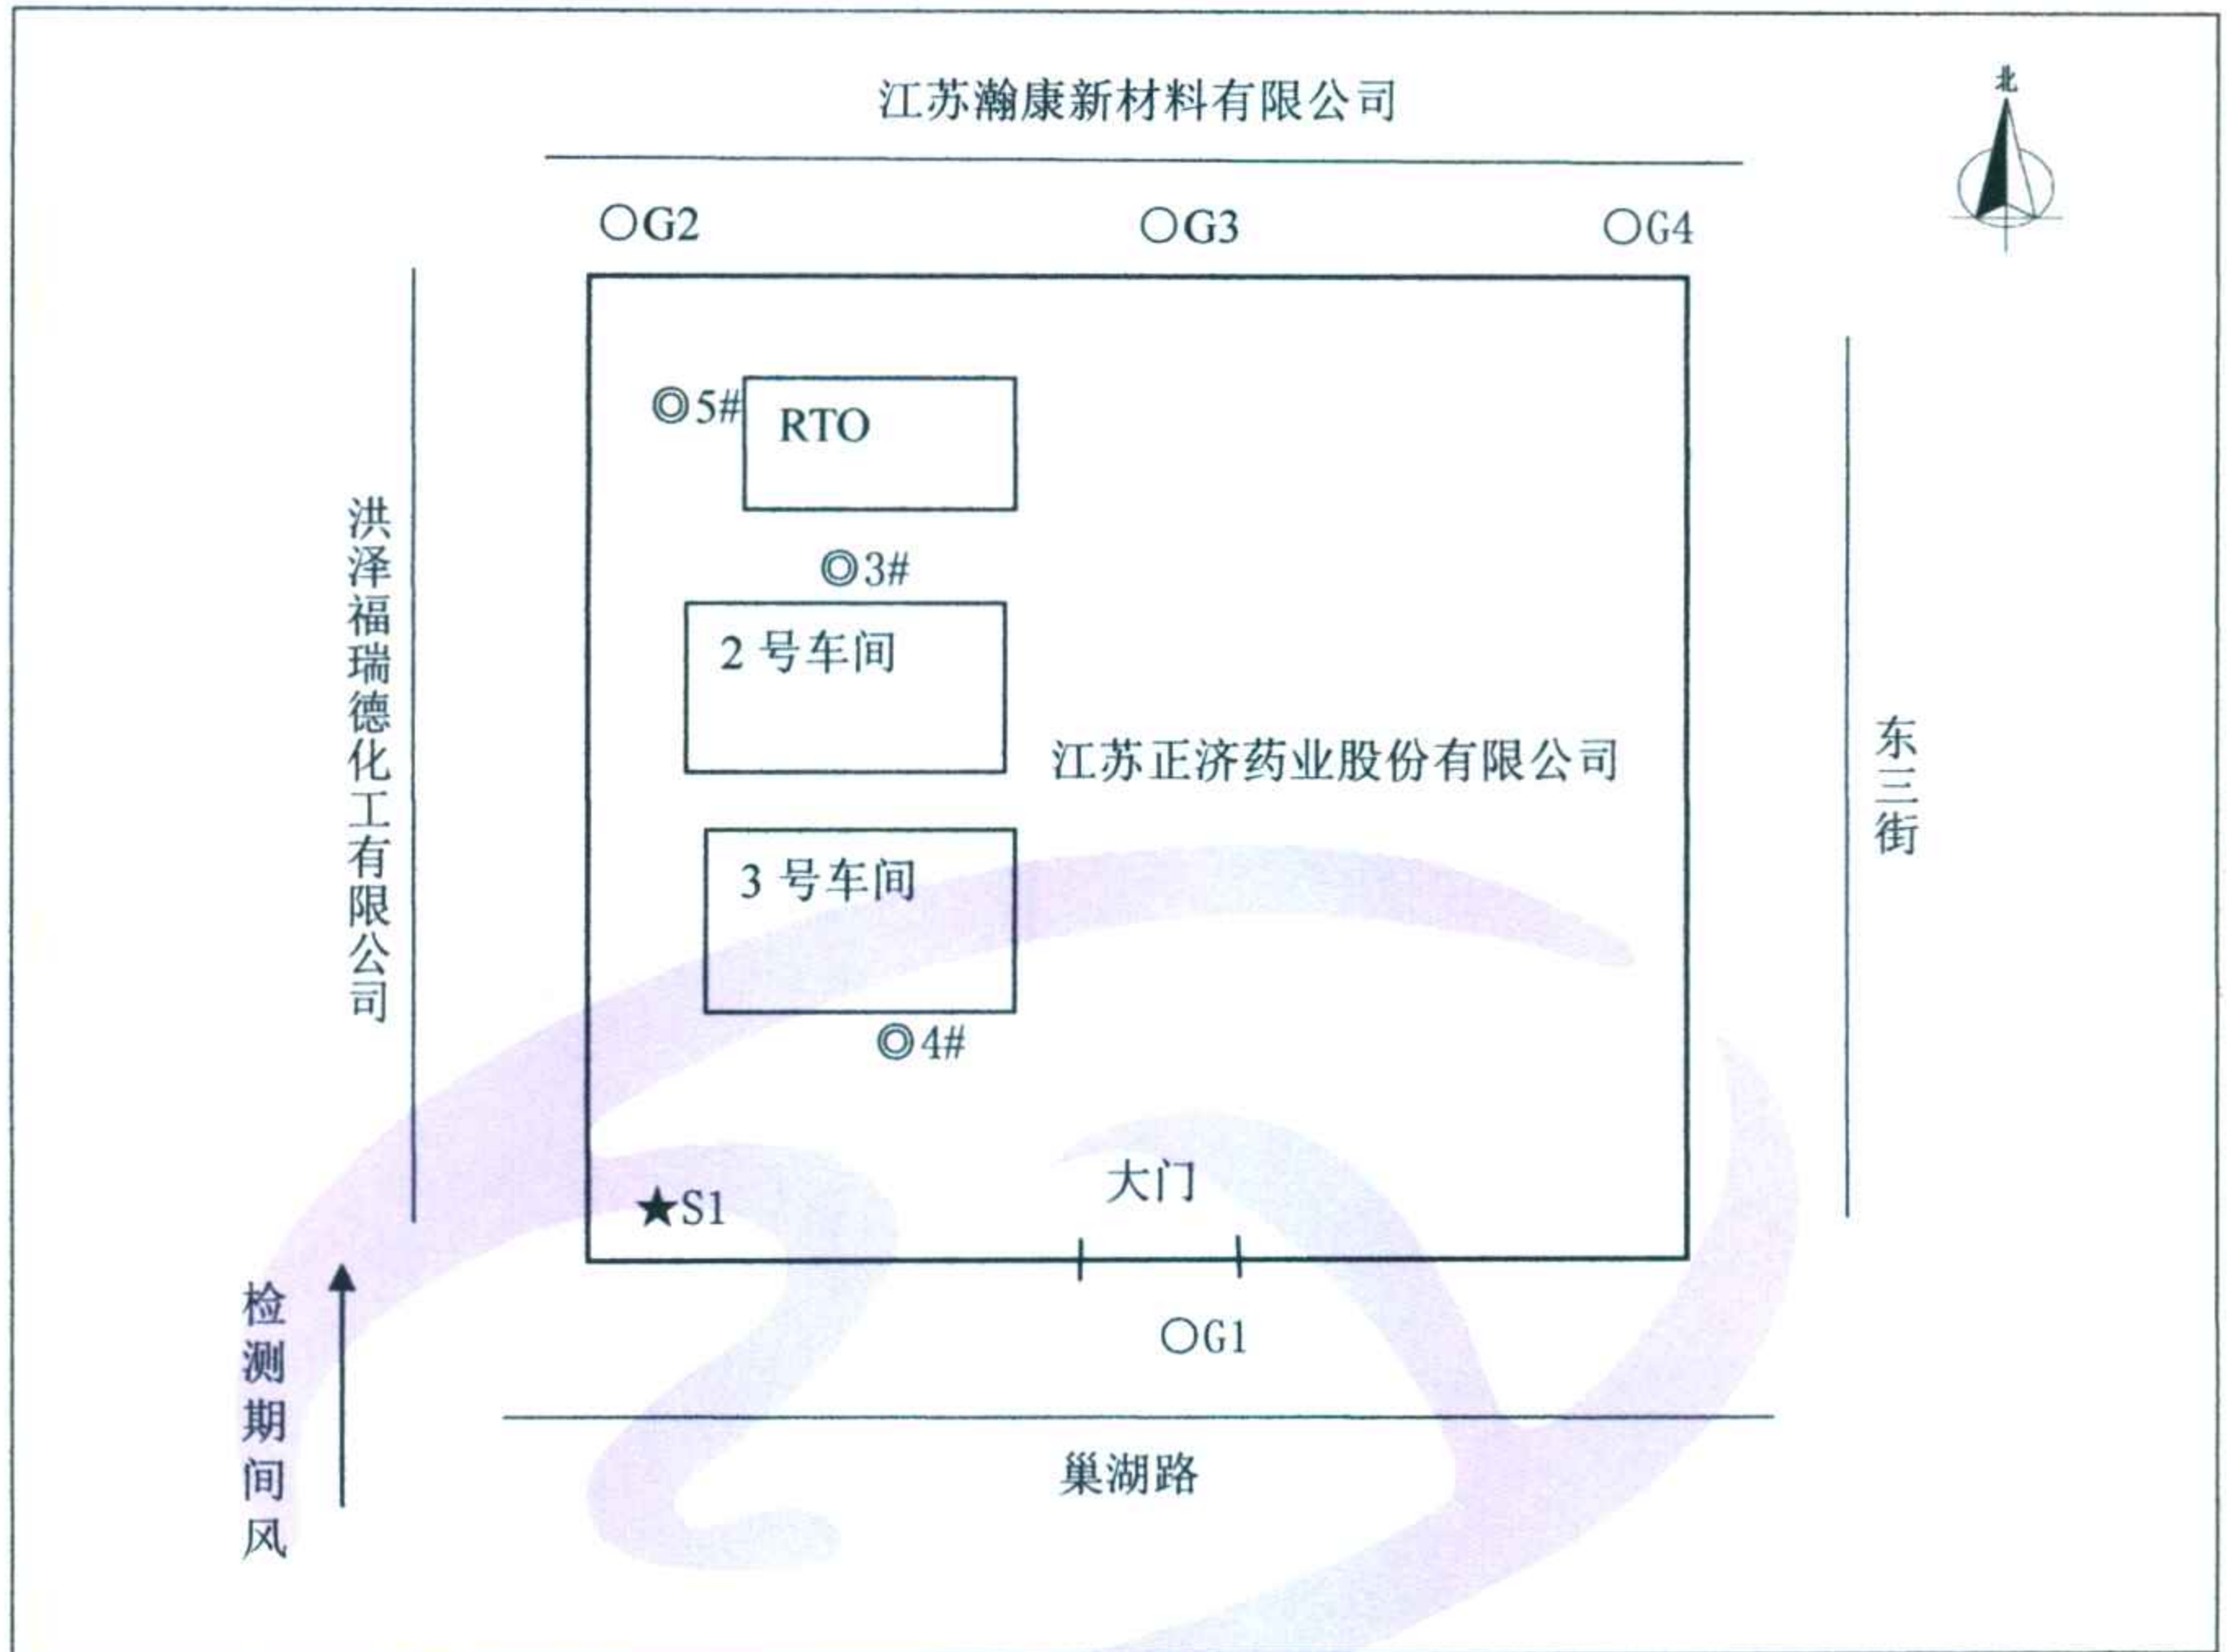 江苏瀚康新材料有限公司
北
○G2
○G3
○G4
◎5#
RTO
◎3#
2 号车间
洪泽福瑞德化工有限公司
江苏正济药业股份有限公司
东三街
3 号车间
◎4#
★S1
大门
检测期间风
○G1
巢湖路